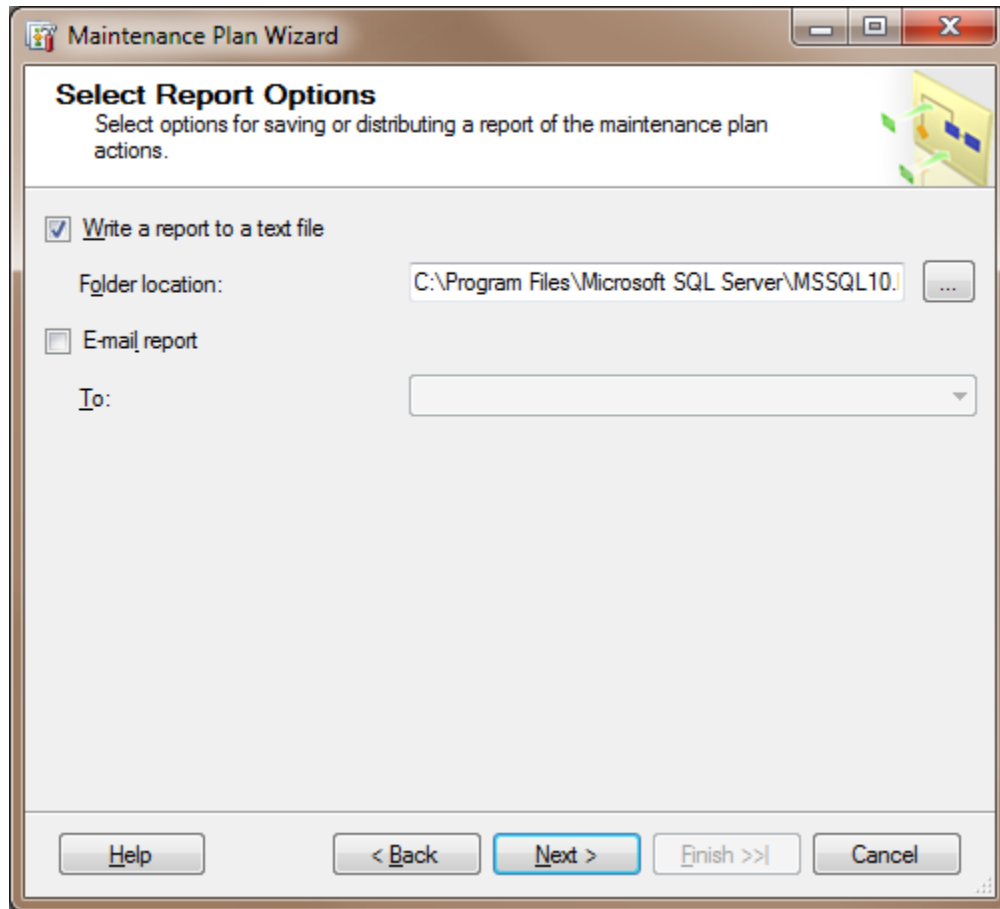 Maintenance Plan Wizard
Select Report Options
Select options for saving or distributing a report of the maintenance plan
actions.
Write a report to a text file
Folder location: C:\Program Files\Microsoft SQL Server\MSSQL10. ...
E-mail report
To:
Help < Back Next > Finish >>| Cancel